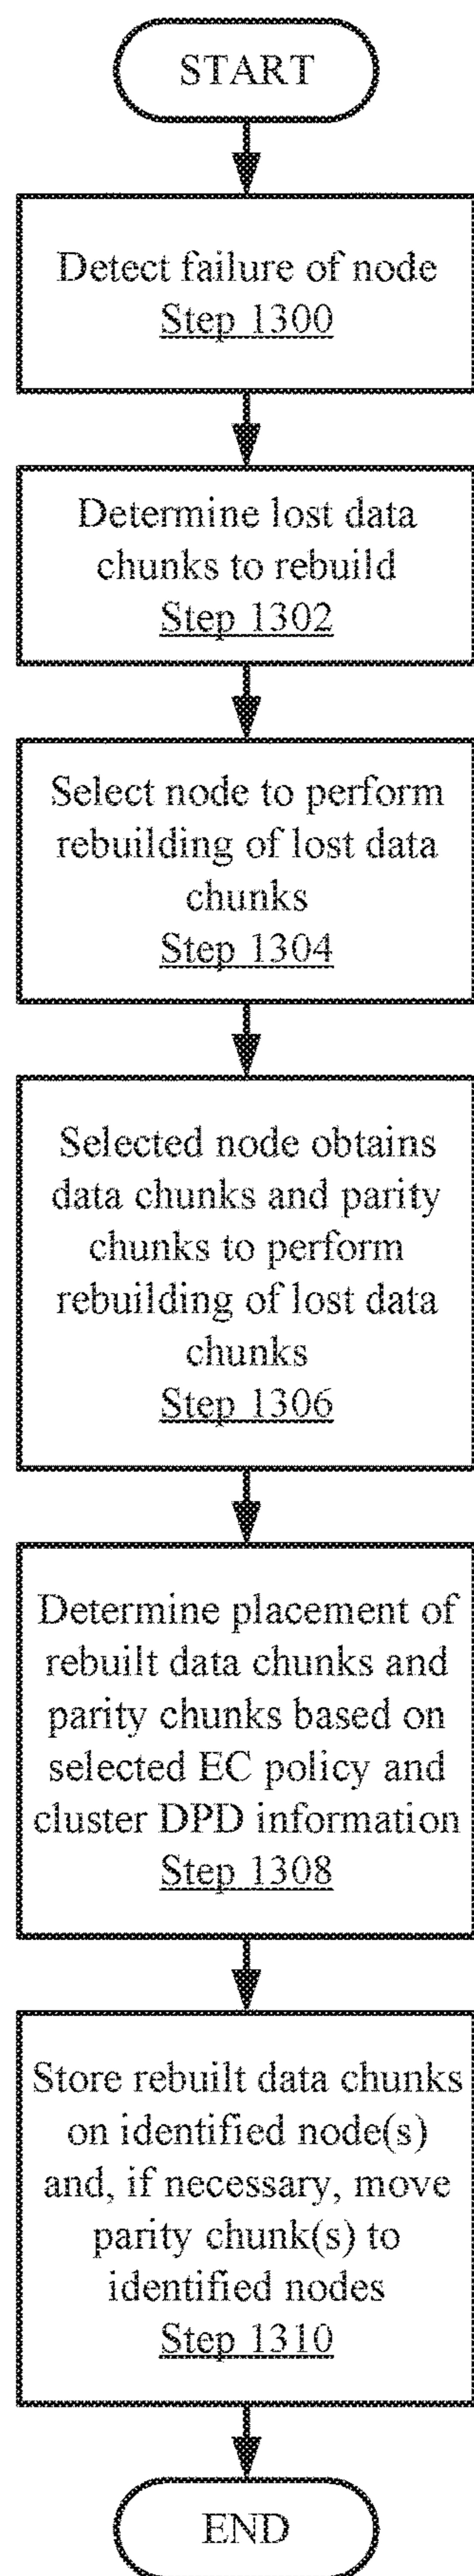 START
Detect failure of node
Step 1300
Determine lost data
chunks to rebuild
Step 1302
Select node to perform
rebuilding of lost data
chunks
Step 1304
Selected node obtains
data chunks and parity
chunks to perform
rebuilding of lost data
chunks
Step 1306
Determine placement of
rebuilt data chunks and
parity chunks based on
selected EC policy and
cluster DPD information
Step 1308
Store rebuilt data chunks
on identified node(s)
and, if necessary, move
parity chunk(s) to
identified nodes
Step 1310
END